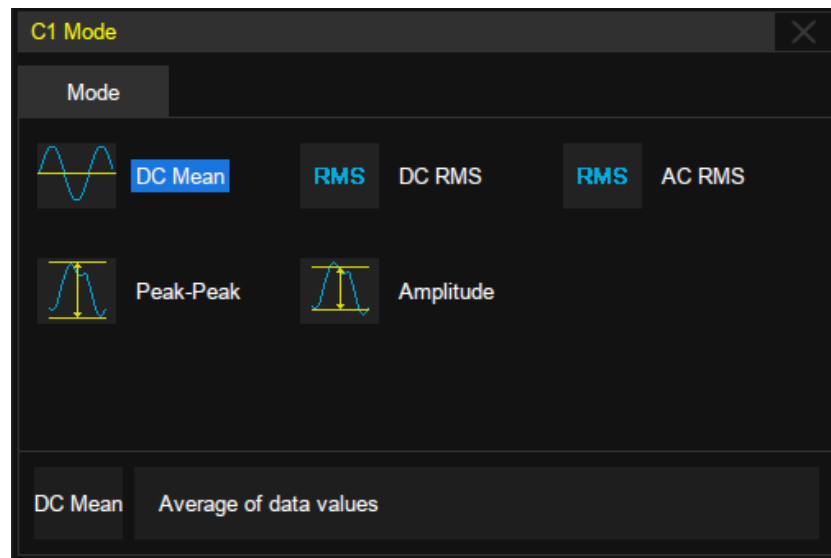 C1 Mode
Mode
DC Mean
RMS DC RMS
RMS AC RMS
Peak-Peak
Amplitude
DC Mean Average of data values